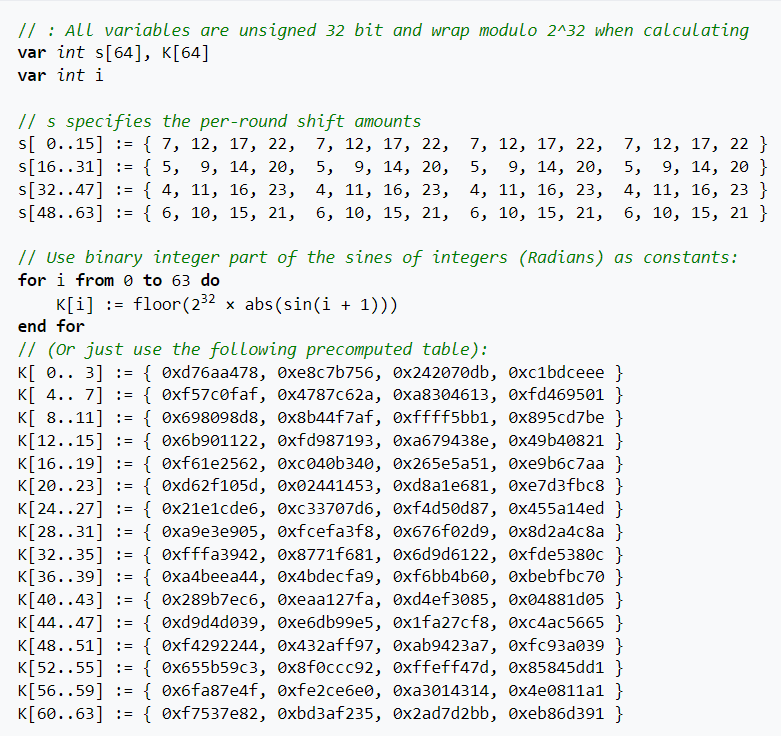 // : All variables are unsigned 32 bit and wrap modulo 2^32 when calculating
var int s[64], K[64]
var int i
// s specifies the per-round shift amounts
s[ 0..15] := { 7, 12, 17, 22,  7, 12, 17, 22,  7, 12, 17, 22,  7, 12, 17, 22 }
s[16..31] := { 5,  9, 14, 20,  5,  9, 14, 20,  5,  9, 14, 20,  5,  9, 14, 20 }
s[32..47] := { 4, 11, 16, 23,  4, 11, 16, 23,  4, 11, 16, 23,  4, 11, 16, 23 }
s[48..63] := { 6, 10, 15, 21,  6, 10, 15, 21,  6, 10, 15, 21,  6, 10, 15, 21 }
// Use binary integer part of the sines of integers (Radians) as constants:
for i from 0 to 63 do
    K[i] := floor(2³² × abs(sin(i + 1)))
end for
// (Or just use the following precomputed table):
K[ 0.. 3] := { 0xd76aa478, 0xe8c7b756, 0x242070db, 0xc1bdceee }
K[ 4.. 7] := { 0xf57c0faf, 0x4787c62a, 0xa8304613, 0xfd469501 }
K[ 8..11] := { 0x698098d8, 0x8b44f7af, 0xffff5bb1, 0x895cd7be }
K[12..15] := { 0x6b901122, 0xfd987193, 0xa679438e, 0x49b40821 }
K[16..19] := { 0xf61e2562, 0xc040b340, 0x265e5a51, 0xe9b6c7aa }
K[20..23] := { 0xd62f105d, 0x02441453, 0xd8a1e681, 0xe7d3fbc8 }
K[24..27] := { 0x21e1cde6, 0xc33707d6, 0xf4d50d87, 0x455a14ed }
K[28..31] := { 0xa9e3e905, 0xfcefa3f8, 0x676f02d9, 0x8d2a4c8a }
K[32..35] := { 0xfffa3942, 0x8771f681, 0x6d9d6122, 0xfde5380c }
K[36..39] := { 0xa4beea44, 0x4bdecfa9, 0xf6bb4b60, 0xbebfbc70 }
K[40..43] := { 0x289b7ec6, 0xeaa127fa, 0xd4ef3085, 0x04881d05 }
K[44..47] := { 0xd9d4d039, 0xe6db99e5, 0x1fa27cf8, 0xc4ac5665 }
K[48..51] := { 0xf4292244, 0x432aff97, 0xab9423a7, 0xfc93a039 }
K[52..55] := { 0x655b59c3, 0x8f0ccc92, 0xffeff47d, 0x85845dd1 }
K[56..59] := { 0x6fa87e4f, 0xfe2ce6e0, 0xa3014314, 0x4e0811a1 }
K[60..63] := { 0xf7537e82, 0xbd3af235, 0x2ad7d2bb, 0xeb86d391 }